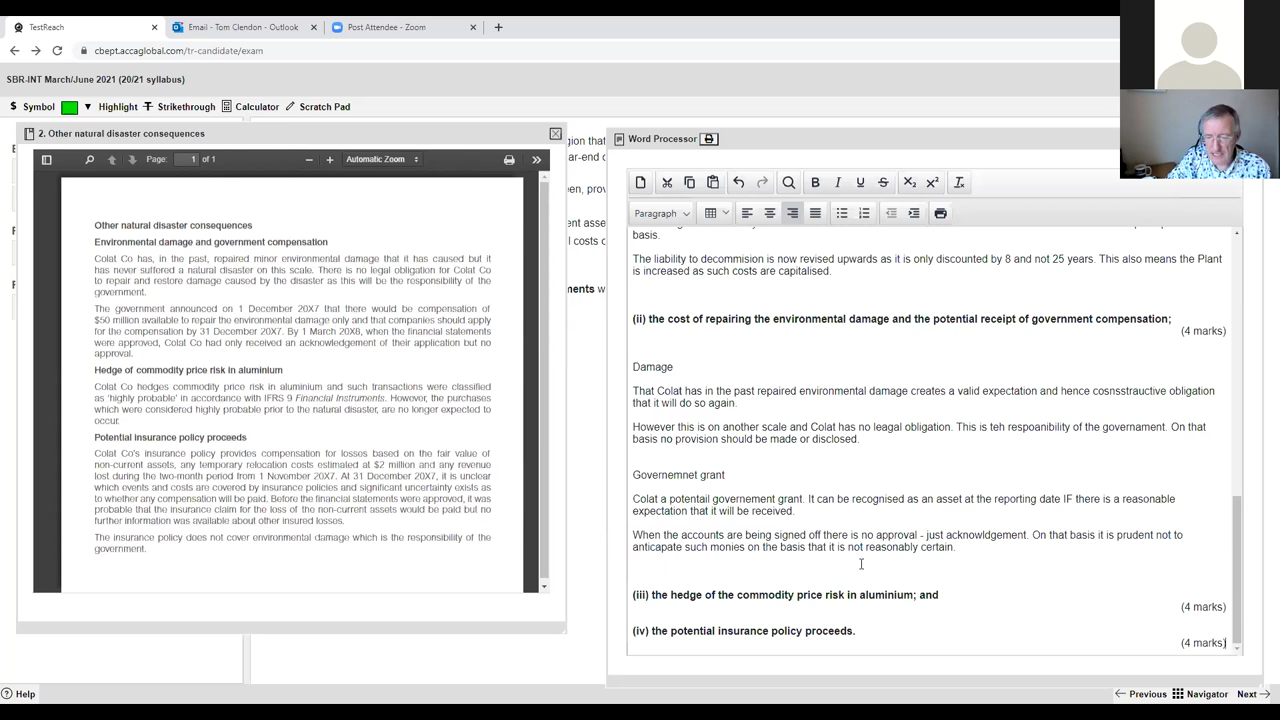 TestReach
Email - Tom Clendon - Outlook
Post Attendee - Zoom
cbept.accaglobal.com/tr-candidate/exam
SBR-INT March/June 2021 (20/21 syllabus)
$ Symbol Highlight Strikethrough Calculator Scratch Pad
2. Other natural disaster consequences
Page: 1 of 1 Automatic Zoom
Other natural disaster consequences
Environmental damage and government compensation
Colat Co has, in the past, repaired minor environmental damage that it has caused but it
has never suffered a natural disaster on this scale. There is no legal obligation for Colat Co
to repair and restore damage caused by the disaster as this will be the responsibility of the
government.
The government announced on 1 December 20X7 that there would be compensation of
$50 million available to repair the environmental damage only and that companies should apply
for the compensation by 31 December 20X7. By 1 March 20X8, when the financial statements
were approved, Colat Co had only received an acknowledgement of their application but no
approval.
Hedge of commodity price risk in aluminium
Colat Co hedges commodity price risk in aluminium and such transactions were classified
as 'highly probable' in accordance with IFRS 9 Financial Instruments. However, the purchases
which were considered highly probable prior to the natural disaster, are no longer expected to
occur.
Potential insurance policy proceeds
Colat Co's insurance policy provides compensation for losses based on the fair value of
non-current assets, any temporary relocation costs estimated at $2 million and any revenue
lost during the two-month period from 1 November 20X7. At 31 December 20X7, it is unclear
which events and costs are covered by insurance policies and significant uncertainty exists as
to whether any compensation will be paid. Before the financial statements were approved, it was
probable that the insurance claim for the loss of the non-current assets would be paid but no
further information was available about other insured losses.
The insurance policy does not cover environmental damage which is the responsibility of the
government.
Word Processor
Paragraph
basis.
The liability to decommision is now revised upwards as it is only discounted by 8 and not 25 years. This also means the Plant
is increased as such costs are capitalised.
(ii) the cost of repairing the environmental damage and the potential receipt of government compensation;
(4 marks)
Damage
That Colat has in the past repaired environmental damage creates a valid expectation and hence cosnsstrauctive obligation
that it will do so again.
However this is on another scale and Colat has no leagal obligation. This is teh respoanibility of the governament. On that
basis no provision should be made or disclosed.
Governemnet grant
Colat a potentail governement grant. It can be recognised as an asset at the reporting date IF there is a reasonable
expectation that it will be received.
When the accounts are being signed off there is no approval - just acknowldgement. On that basis it is prudent not to
anticapate such monies on the basis that it is not reasonably certain.
(iii) the hedge of the commodity price risk in aluminium; and
(4 marks)
(iv) the potential insurance policy proceeds.
(4 marks)
Help
Previous Navigator Next